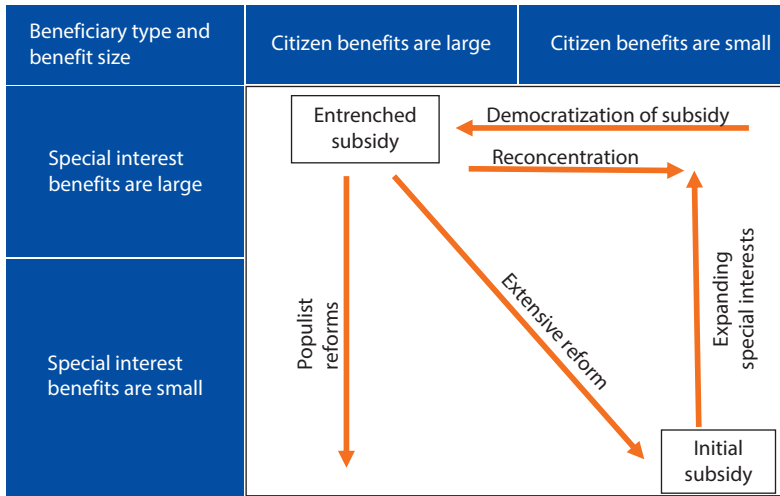 Beneficiary type and
benefit size
Citizen benefits are large
Citizen benefits are small
Special interest
benefits are large
Entrenched
subsidy
Democratization of subsidy
Reconcentration
Special interest
benefits are small
Populist
reforms
Extensive reform
Expanding
special interests
Initial
subsidy